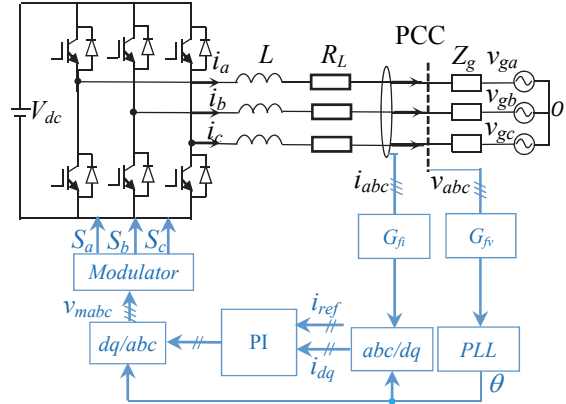 PCC
i_a L R_L Z_g v_ga
V_dc i_b v_gb o
i_c v_gc
i_abc v_abc
S_a S_b S_c G_fi G_fv
Modulator
v_mabc i_ref
dq/abc PI abc/dq PLL
i_dq θ